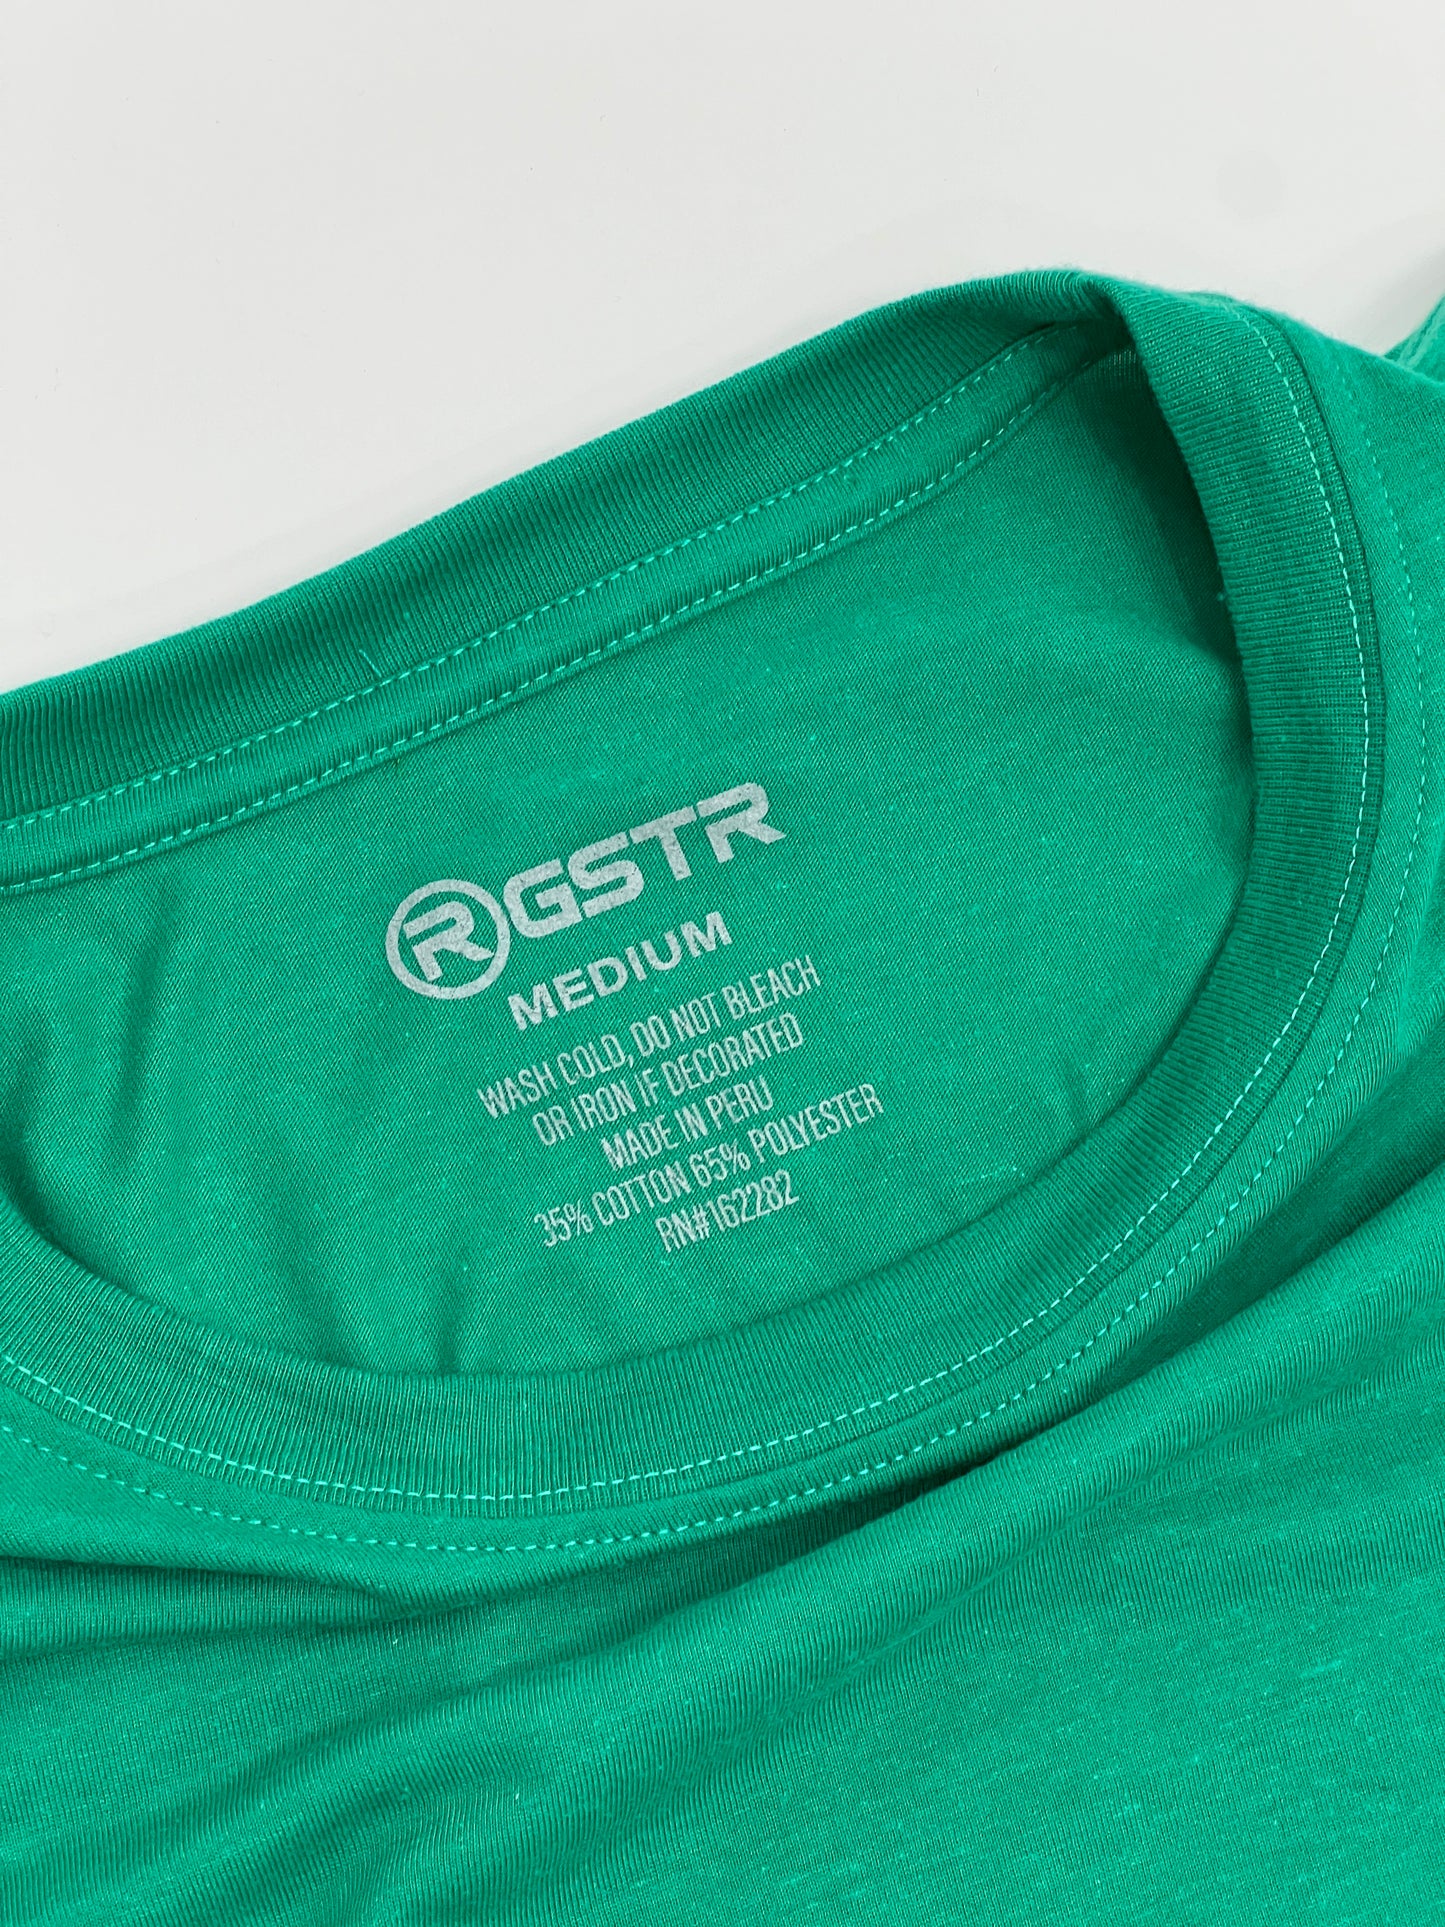 RGSTR
MEDIUM
WASH COLD, DO NOT BLEACH
OR IRON IF DECORATED
MADE IN PERU
35% COTTON 65% POLYESTER
RN#162282